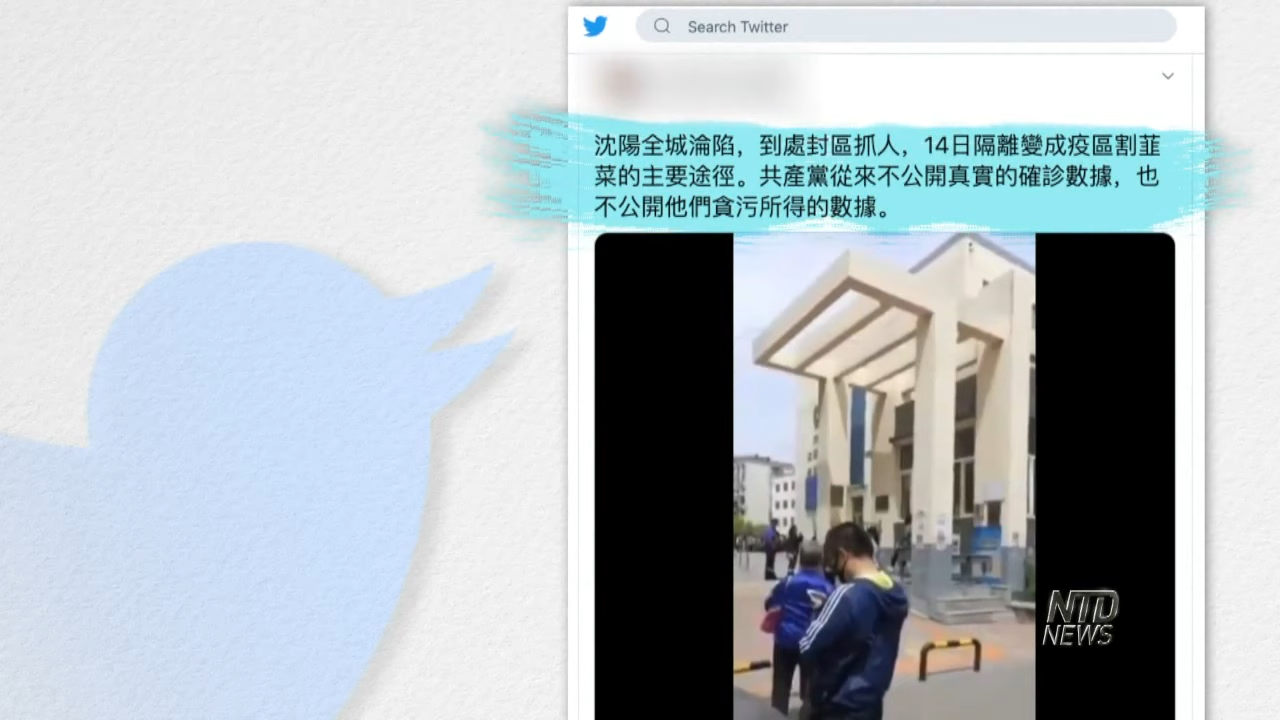 Search Twitter
沈陽全城淪陷，到處封區抓人，14日隔離變成疫區割韮
菜的主要途徑。共產黨從來不公開真實的確診數據，也
不公開他們貪污所得的數據。
NTD
NEWS